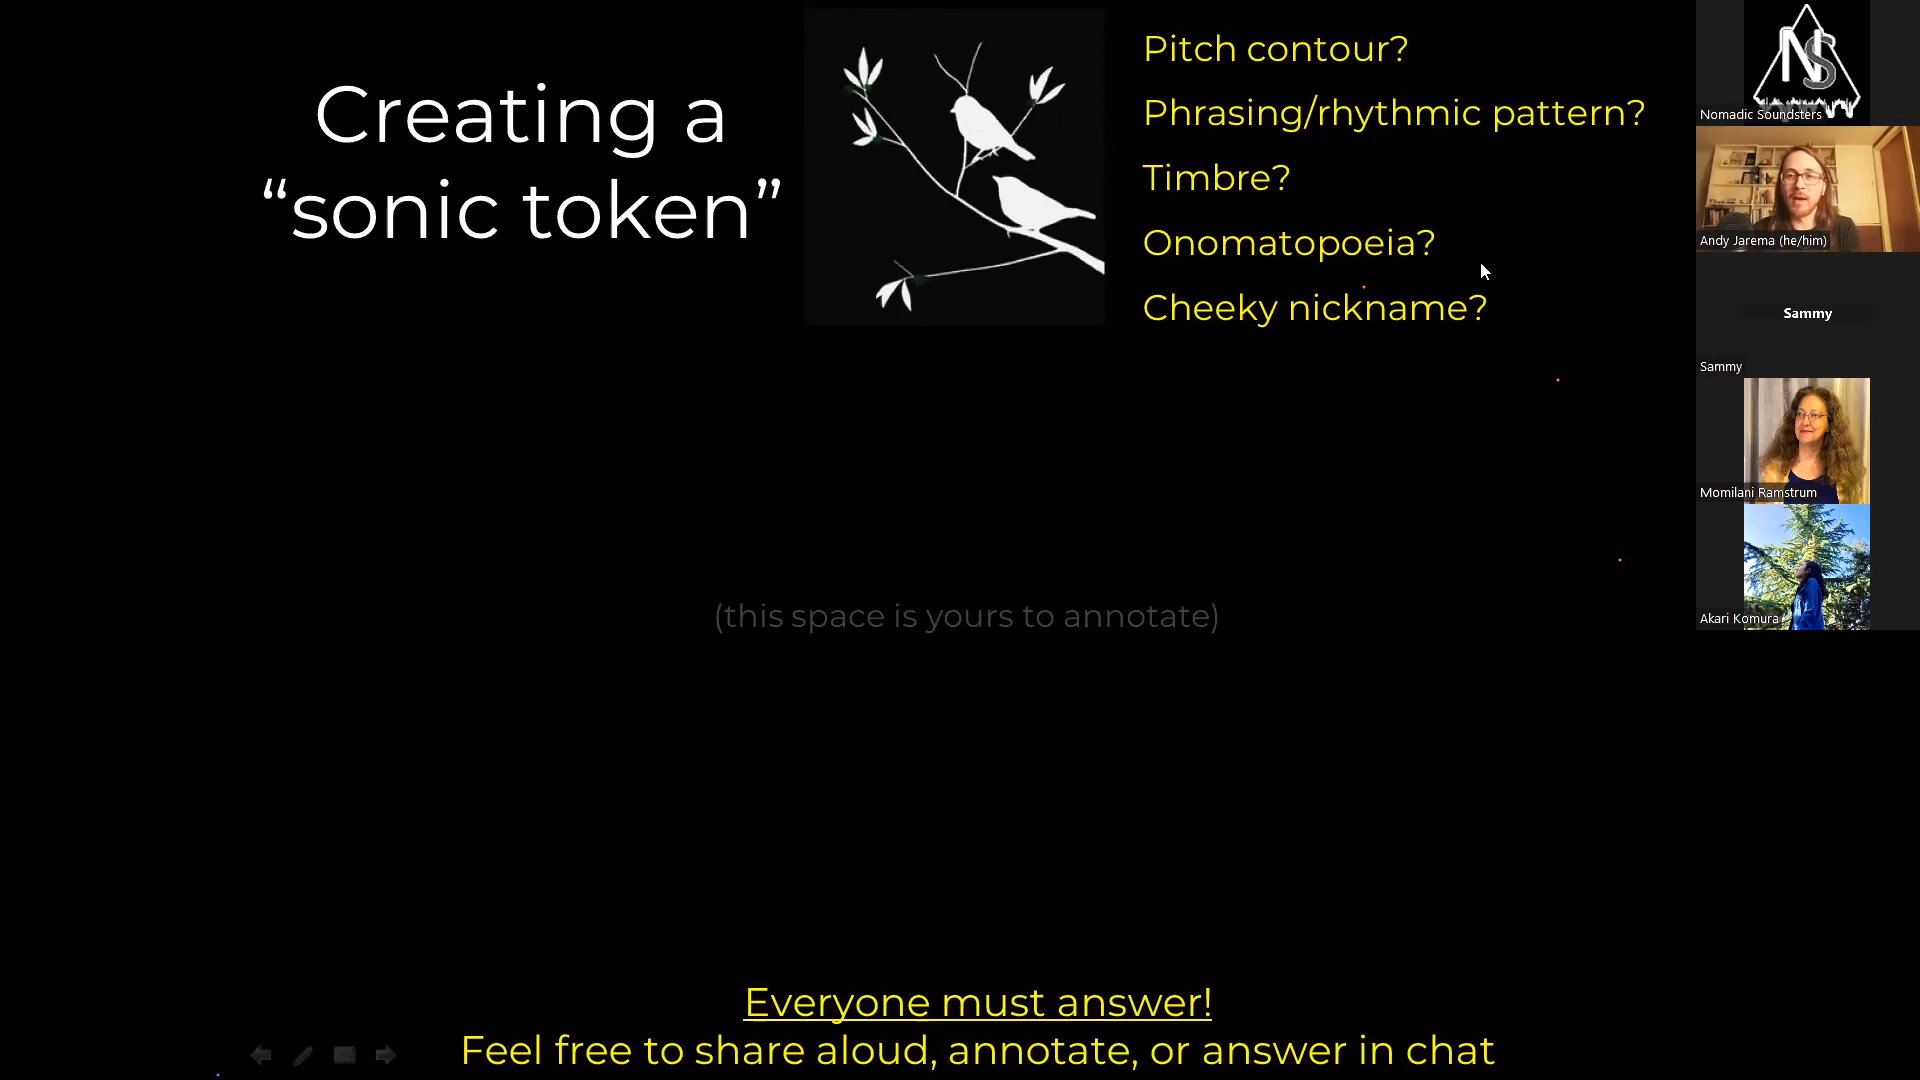 Creating a
“sonic token”
Pitch contour?
Phrasing/rhythmic pattern?
Timbre?
Onomatopoeia?
Cheeky nickname?
(this space is yours to annotate)
Everyone must answer!
Feel free to share aloud, annotate, or answer in chat
NS
Nomadic Soundsters
Andy Jarema (he/him)
Sammy
Sammy
Momilani Ramstrum
Akari Komura